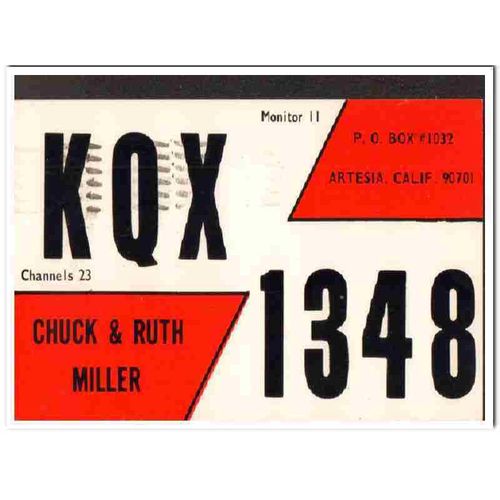 Monitor 11
P. O. BOX #1032
ARTESIA, CALIF. 90701
KQX
Channels 23
1348
CHUCK & RUTH
MILLER